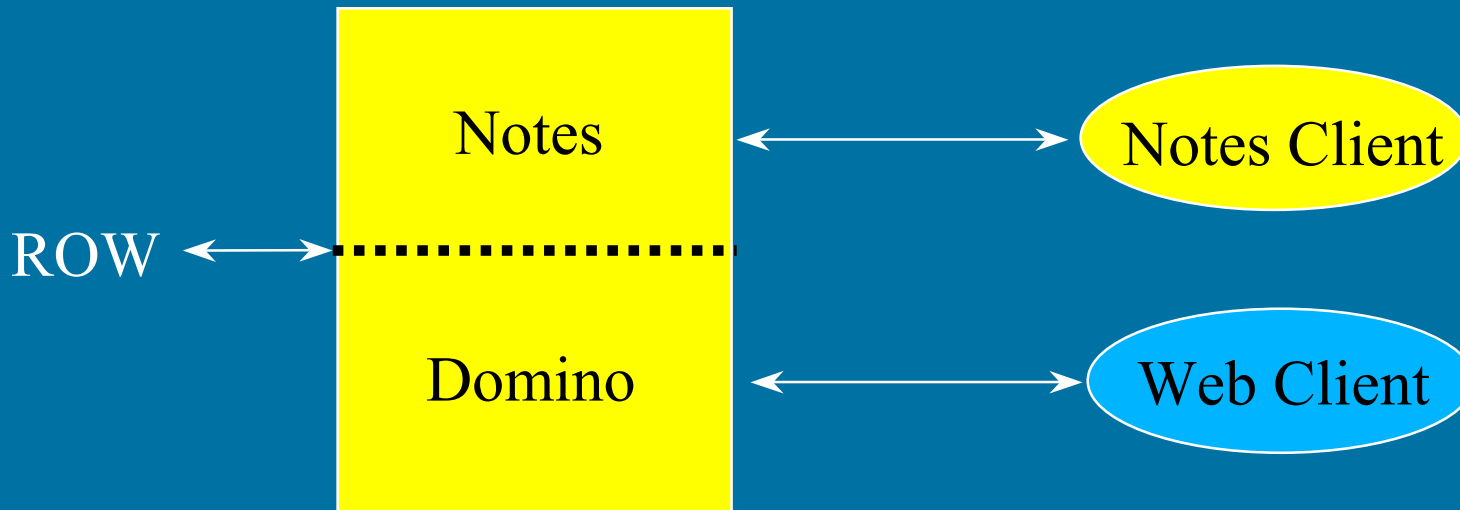 Notes
Notes Client
ROW
Domino
Web Client